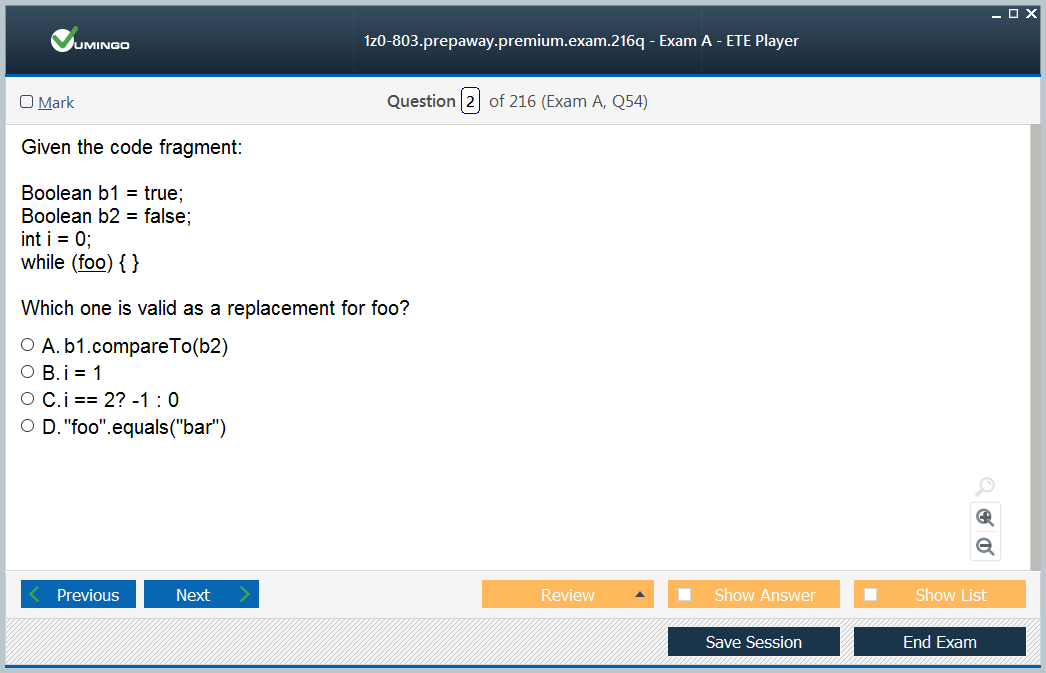 VUMINGO
1z0-803.prepaway.premium.exam.216q - Exam A - ETE Player
Mark
Question 2 of 216 (Exam A, Q54)
Given the code fragment:
Boolean b1 = true;
Boolean b2 = false;
int i = 0;
while (foo) { }
Which one is valid as a replacement for foo?
A. b1.compareTo(b2)
B. i = 1
C. i == 2? -1 : 0
D. "foo".equals("bar")
Previous
Next
Review
Show Answer
Show List
Save Session
End Exam